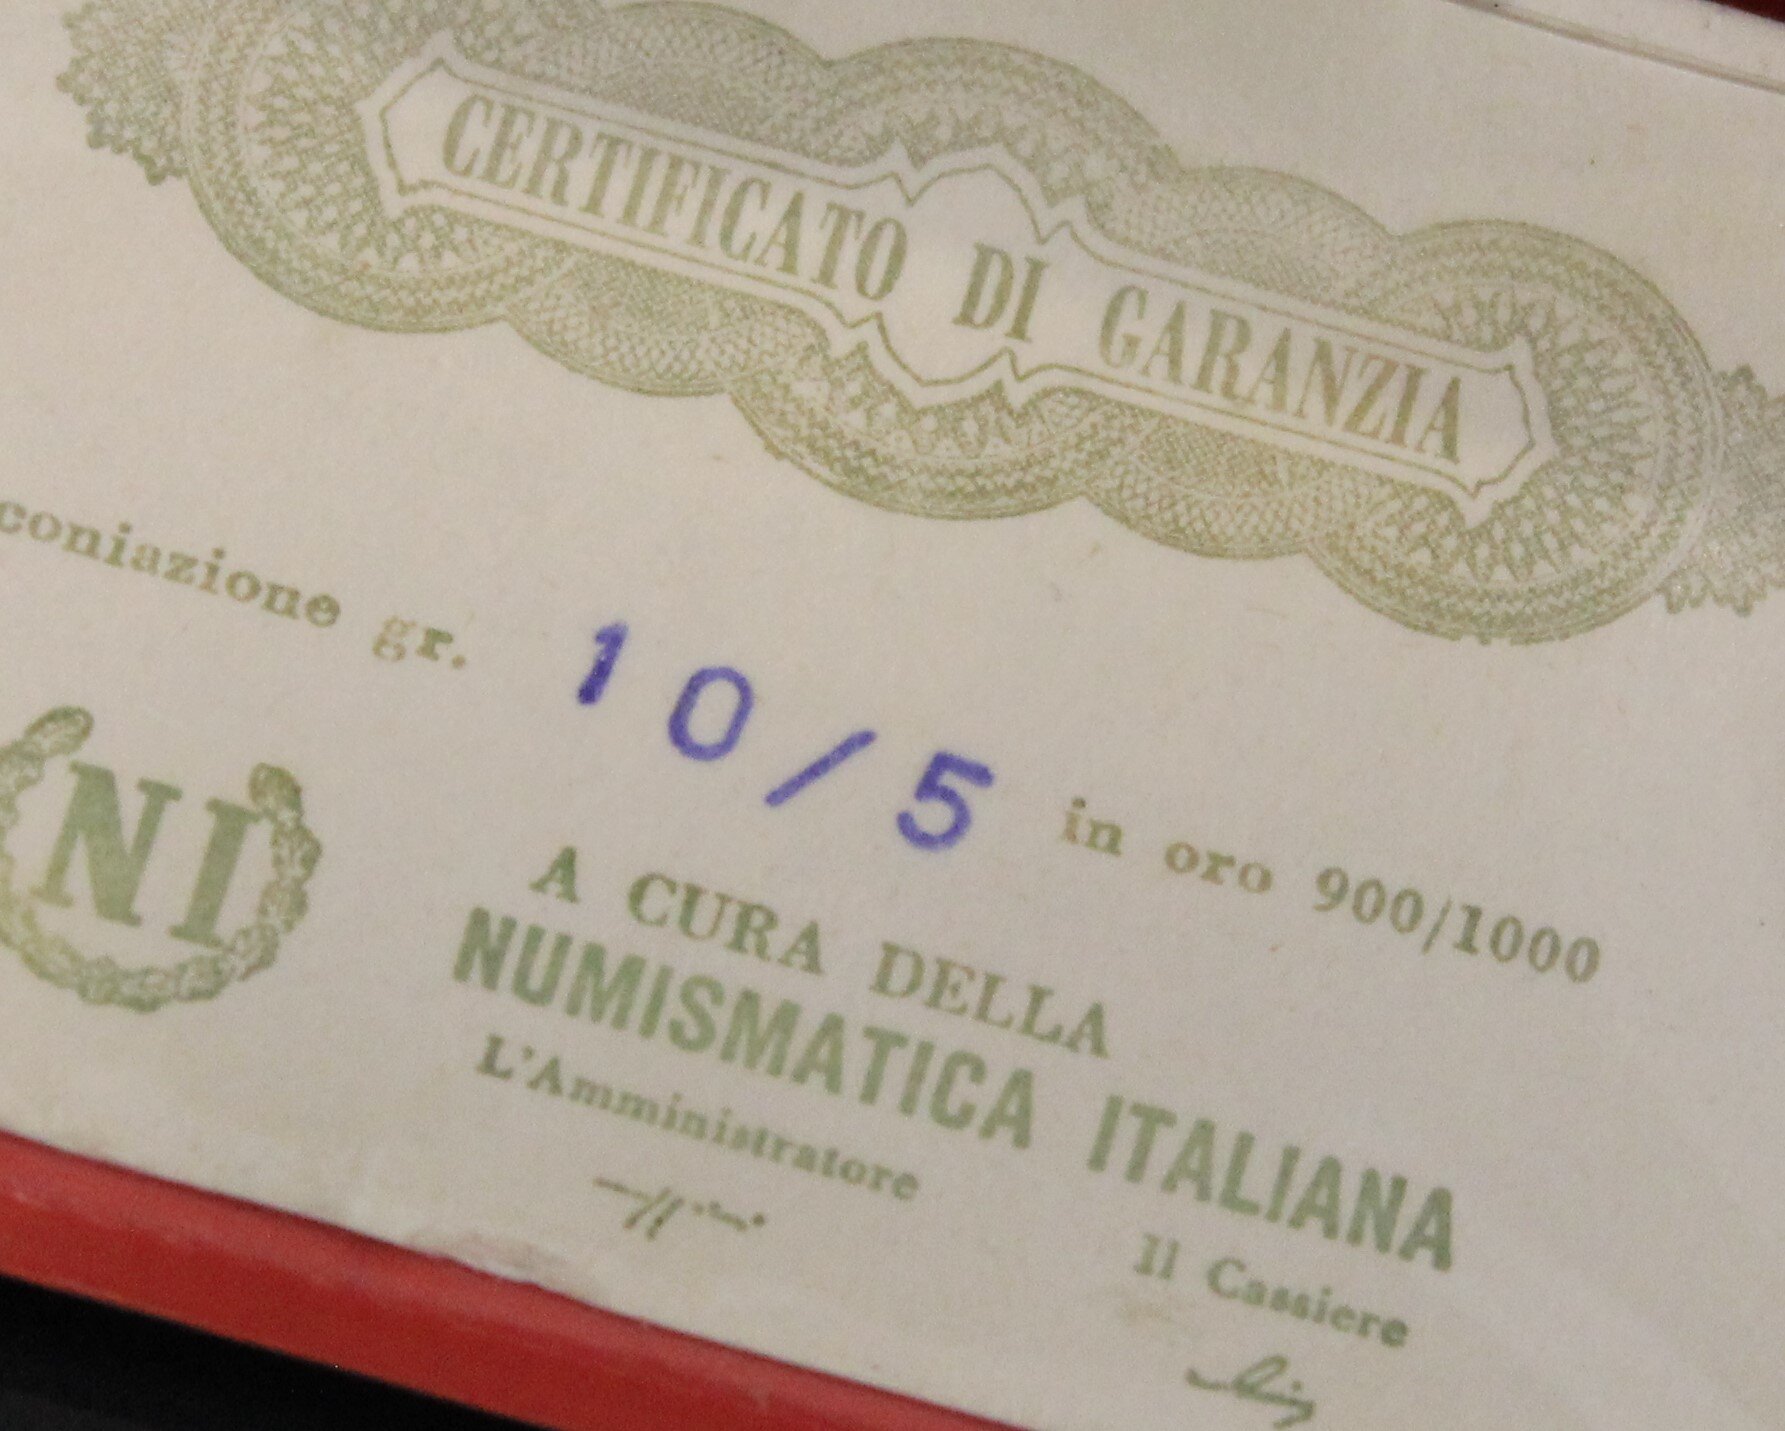 CERTIFICATO DI GARANZIA
coniazione gr. 10/5 in oro 900/1000
NI
A CURA DELLA
NUMISMATICA ITALIANA
L'Amministratore
Il Cassiere